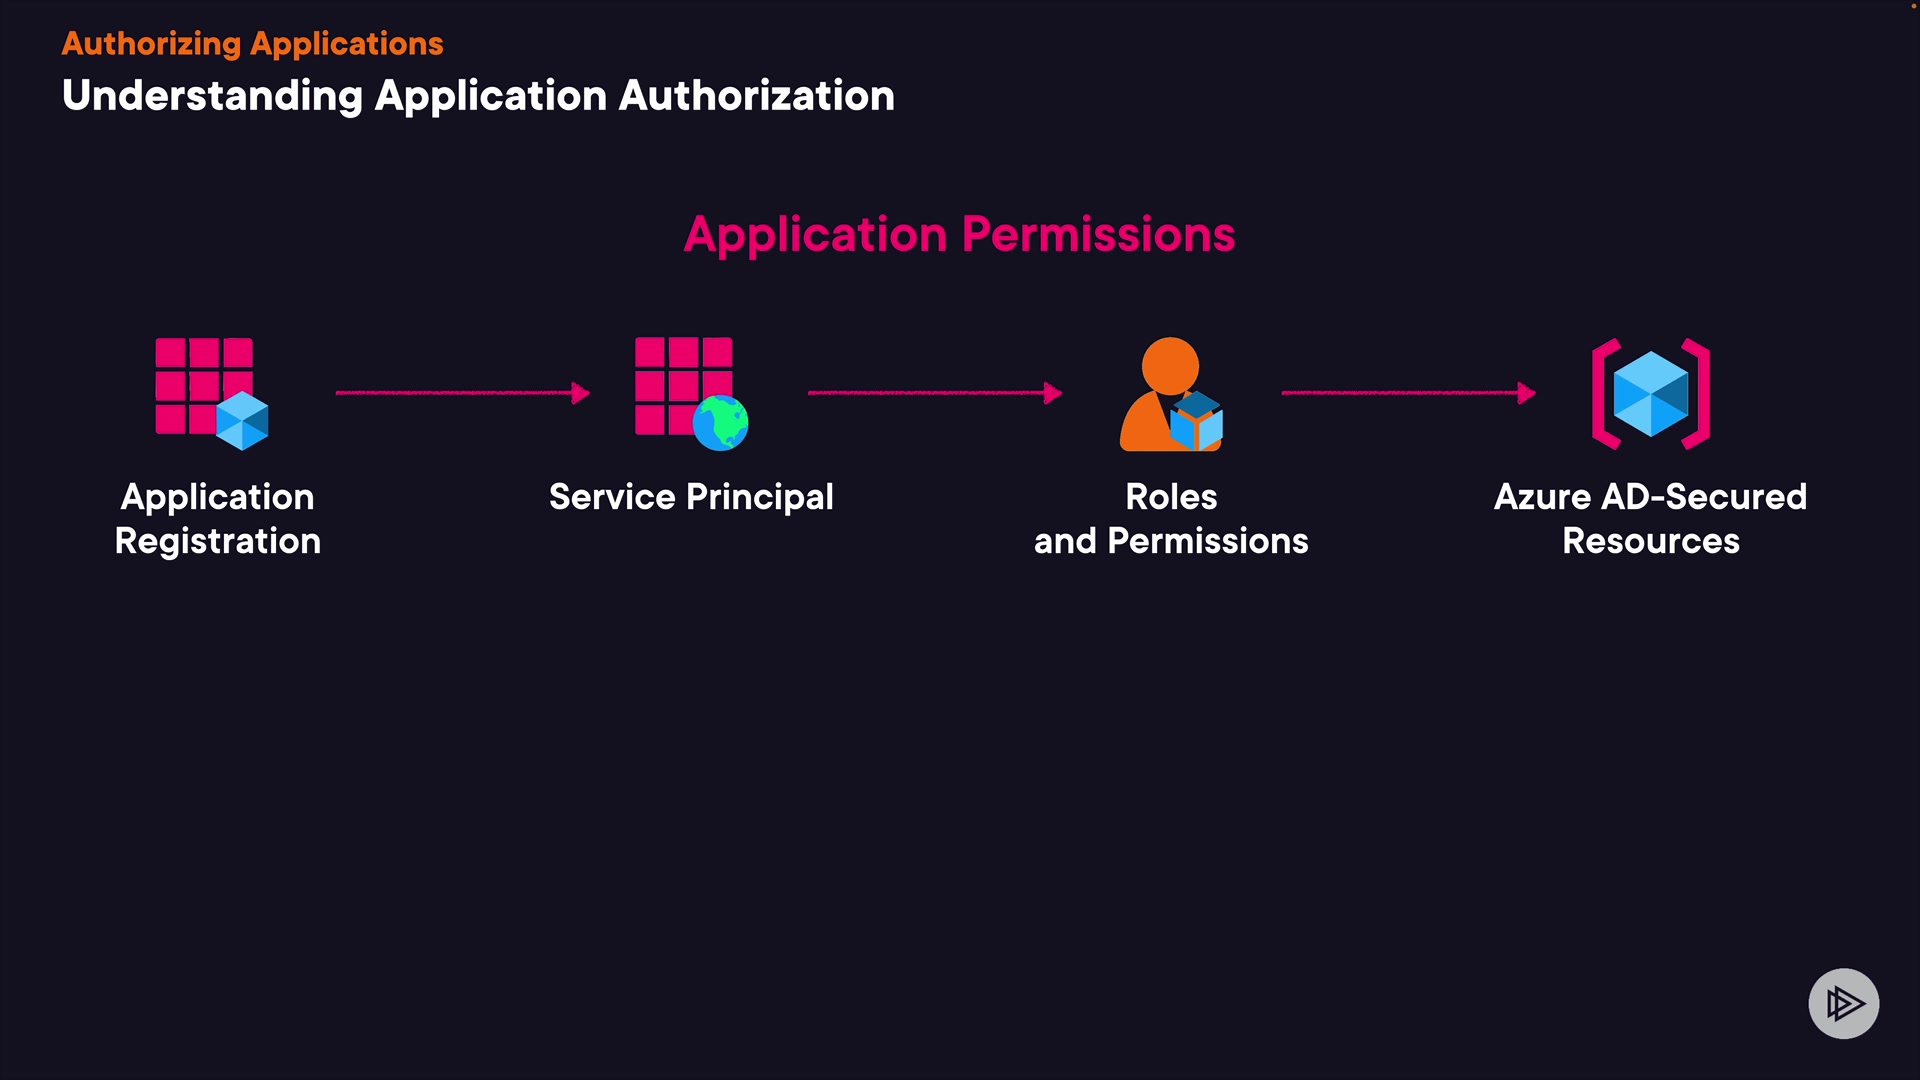 Authorizing Applications
Understanding Application Authorization
Application Permissions
Application
Registration
Service Principal
Roles
and Permissions
Azure AD-Secured
Resources